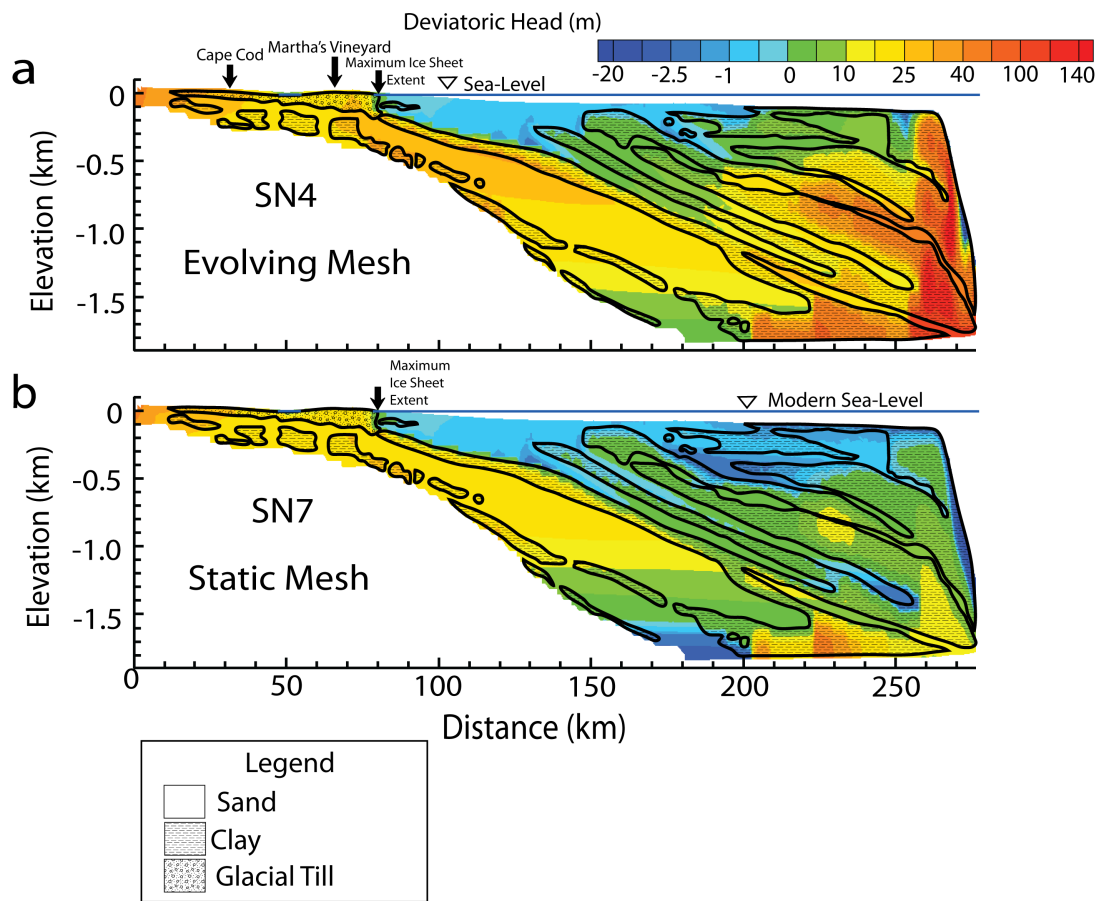 Deviatoric Head (m)
-20 -2.5 -1 0 10 25 40 100 140
a
Cape Cod
Martha's Vineyard
Maximum Ice Sheet
Extent
Sea-Level
0
-0.5
-1.0
-1.5
Elevation (km)
SN4
Evolving Mesh
b
Maximum
Ice Sheet
Extent
Modern Sea-Level
0
-0.5
-1.0
-1.5
Elevation (km)
SN7
Static Mesh
0 50 100 150 200 250
Distance (km)
Legend
Sand
Clay
Glacial Till